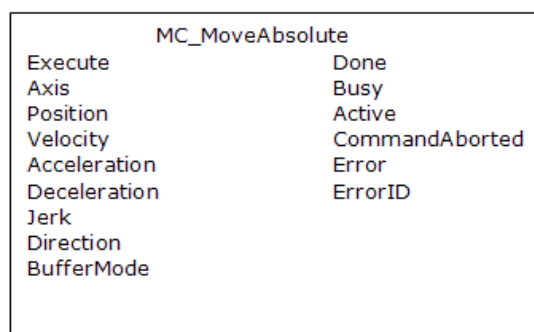 MC_MoveAbsolute
Execute Done
Axis Busy
Position Active
Velocity CommandAborted
Acceleration Error
Deceleration ErrorID
Jerk
Direction
BufferMode